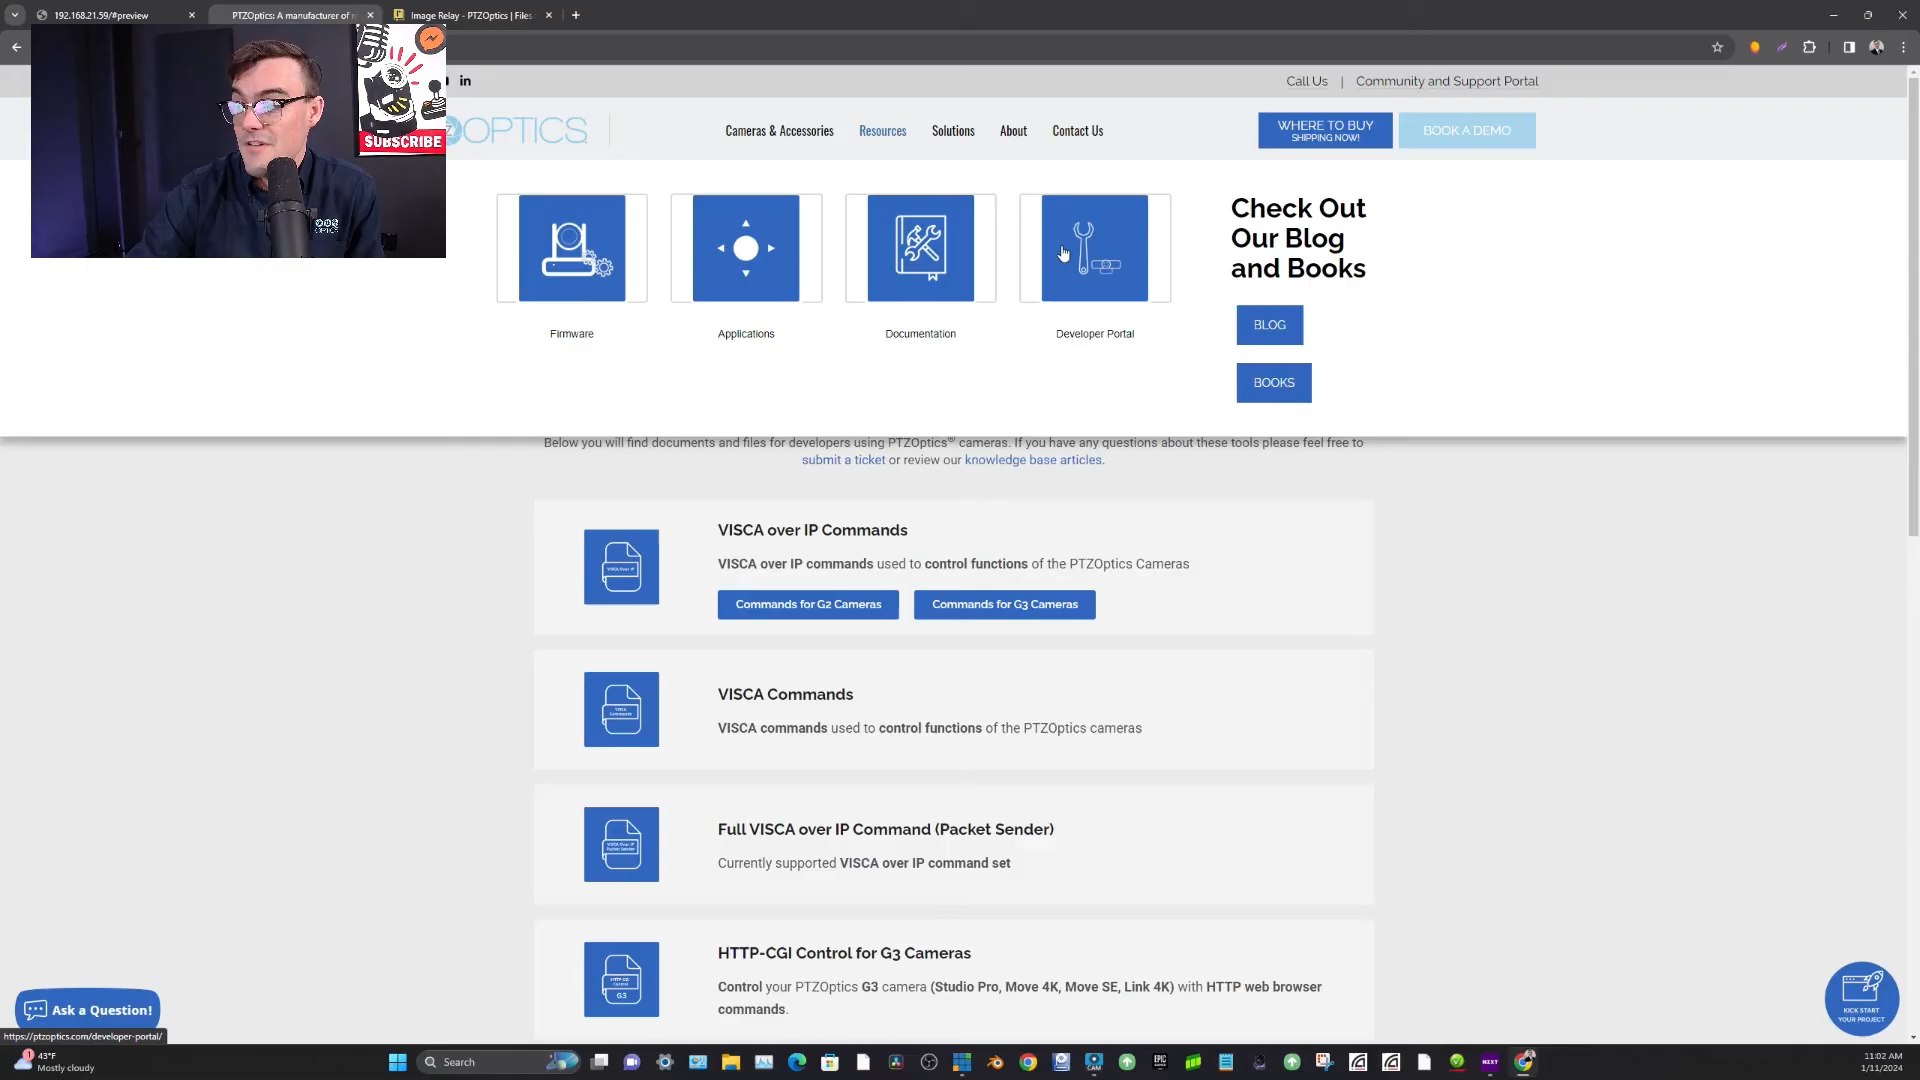 192.168.21.59/#preview
PTZOptics: A manufacturer of
Image Relay - PTZOptics | Files
SUBSCRIBE
in
Call Us | Community and Support Portal
OPTICS
Cameras & Accessories
Resources
Solutions
About
Contact Us
WHERE TO BUY
SHIPPING NOW!
BOOK A DEMO
Firmware
Applications
Documentation
Developer Portal
Check Out
Our Blog
and Books
BLOG
BOOKS
Below you will find documents and files for developers using PTZOptics® cameras. If you have any questions about these tools please feel free to
submit a ticket or review our knowledge base articles.
VISCA over IP Commands
VISCA over IP commands used to control functions of the PTZOptics Cameras
Commands for G2 Cameras
Commands for G3 Cameras
VISCA Commands
VISCA commands used to control functions of the PTZOptics cameras
Full VISCA over IP Command (Packet Sender)
Currently supported VISCA over IP command set
HTTP-CGI Control for G3 Cameras
Control your PTZOptics G3 camera (Studio Pro, Move 4K, Move SE, Link 4K) with HTTP web browser
commands.
G3
Ask a Question!
KICK START
YOUR PROJECT
https://ptzoptics.com/developer-portal/
1
43°F
Mostly cloudy
Search
CAM
EPIC
NZXT
11:02 AM
1/11/2024